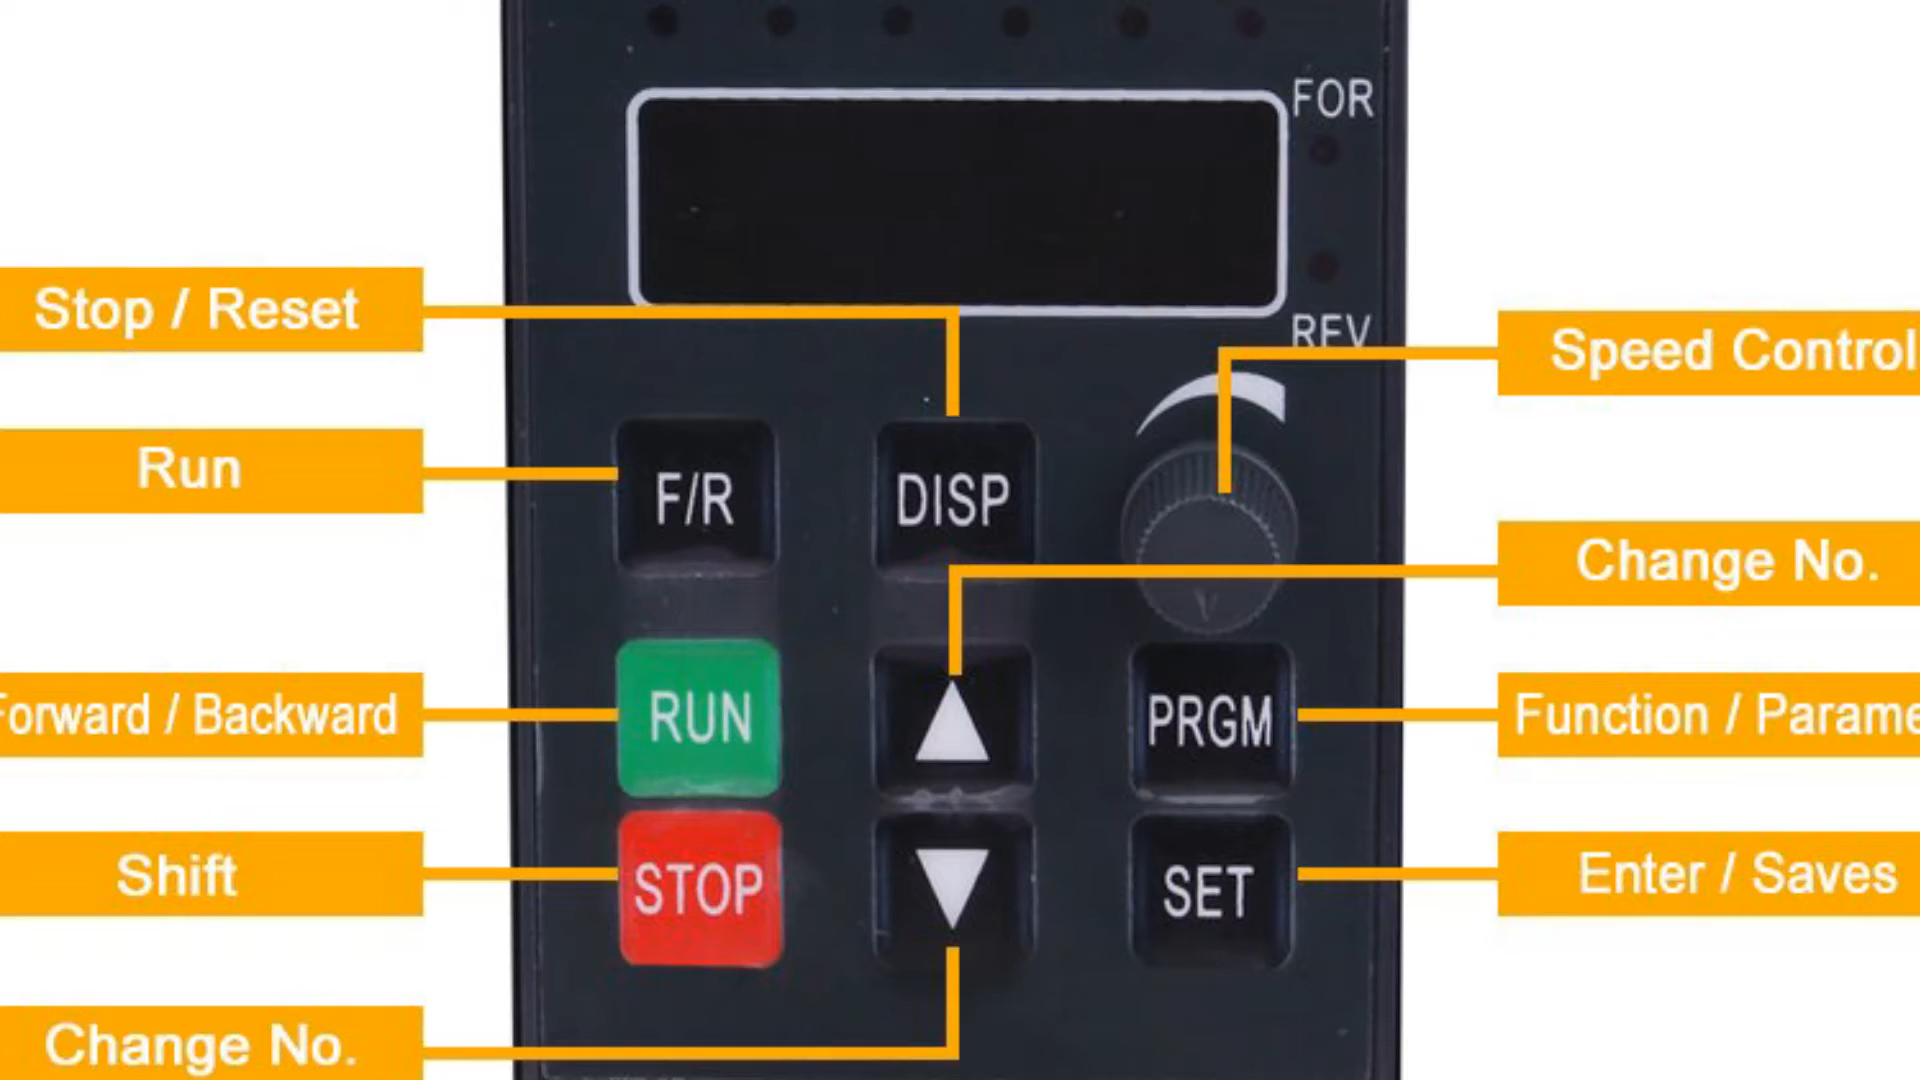 FOR
Stop / Reset
REV
Speed Control
Run
F/R
DISP
Change No.
Forward / Backward
RUN
PRGM
Function / Parame
Shift
STOP
SET
Enter / Saves
Change No.